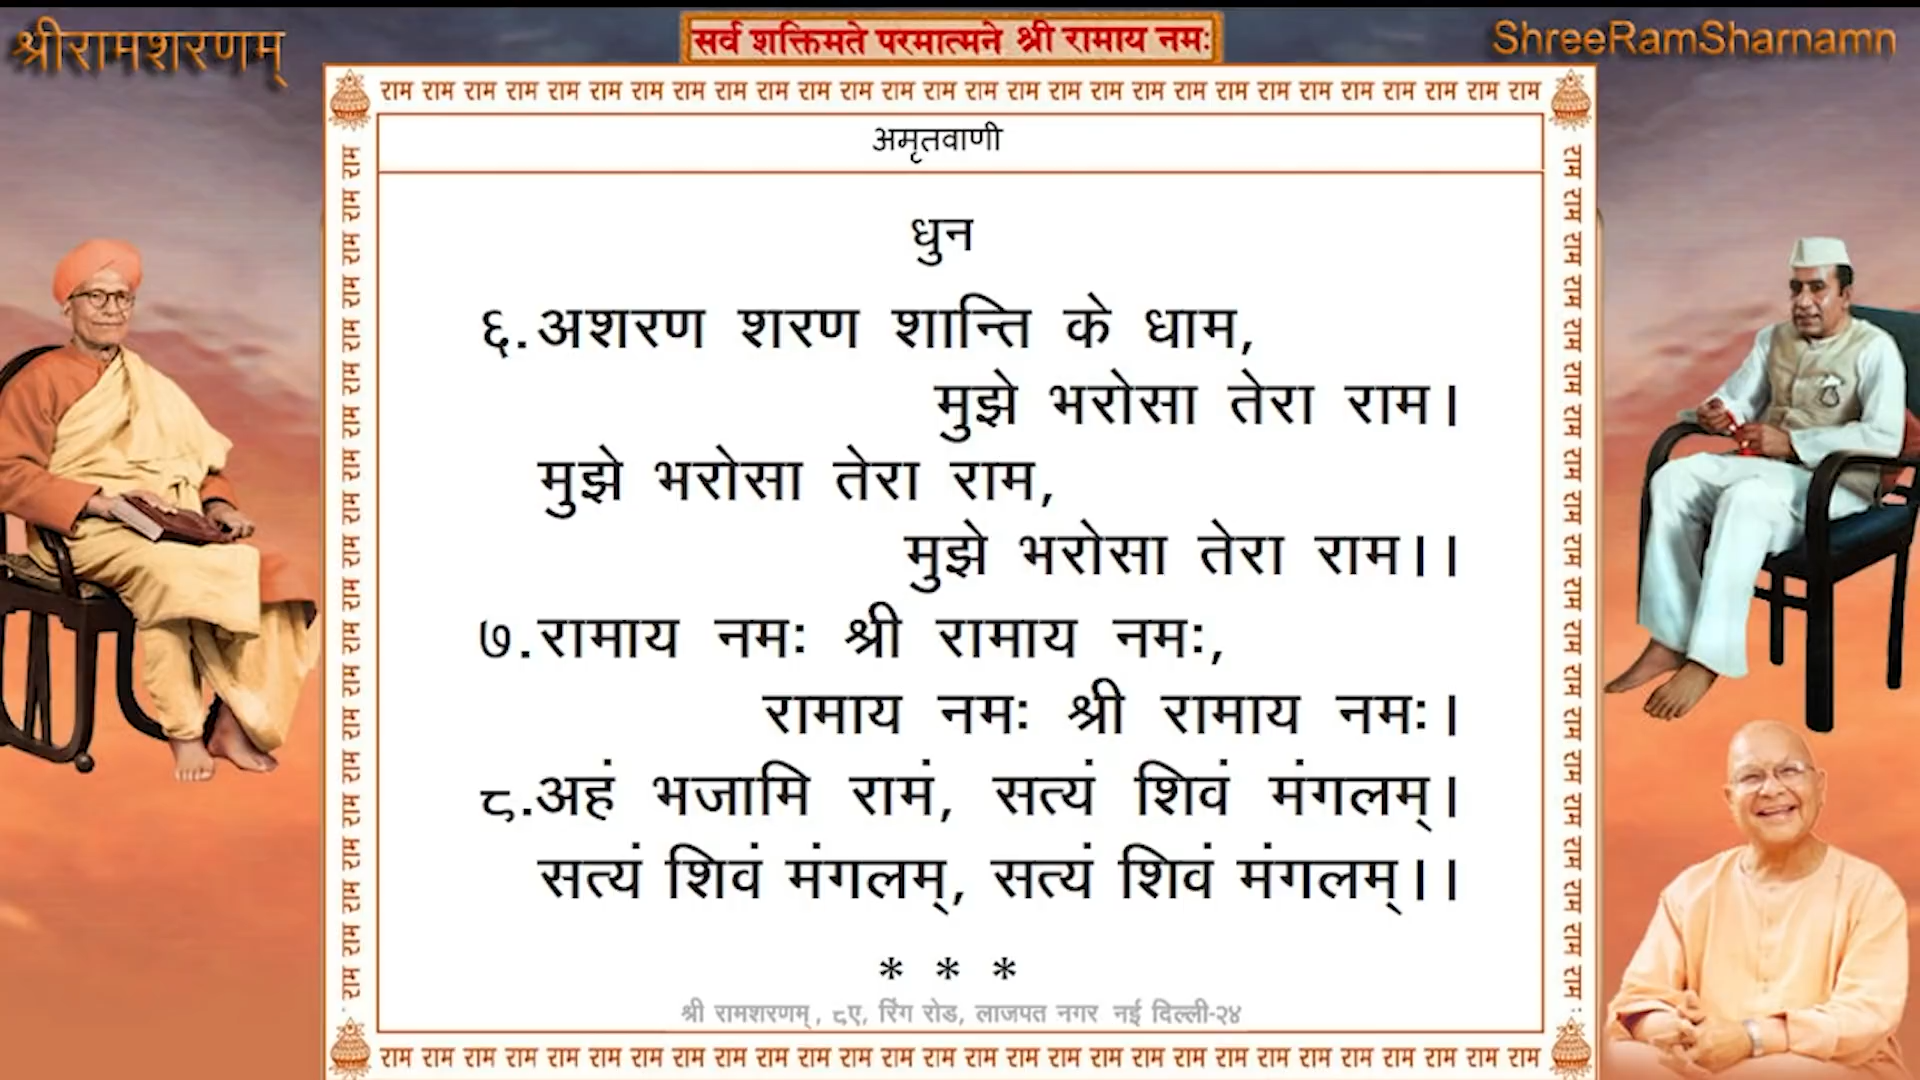 श्रीरामशरणम्
सर्व शक्तिमते परमात्मने श्री रामाय नमः
ShreeRamSharnamn
राम राम राम राम राम राम राम राम राम राम राम राम राम राम राम राम राम राम राम राम राम राम राम राम राम राम राम राम
अमृतवाणी
धुन
६.अशरण शरण शान्ति के धाम,
मुझे भरोसा तेरा राम।
मुझे भरोसा तेरा राम,
मुझे भरोसा तेरा राम।।
७.रामाय नमः श्री रामाय नमः,
रामाय नमः श्री रामाय नमः।
८.अहं भजामि रामं, सत्यं शिवं मंगलम्।
सत्यं शिवं मंगलम्, सत्यं शिवं मंगलम्।।
* * *
श्री रामशरणम् , ८ए, रिंग रोड, लाजपत नगर नई दिल्ली-२४
राम राम राम राम राम राम राम राम राम राम राम राम राम राम राम राम राम राम राम राम राम राम राम राम राम राम राम राम
राम राम राम राम राम राम राम राम राम राम राम राम राम राम राम राम राम राम राम राम
राम राम राम राम राम राम राम राम राम राम राम राम राम राम राम राम राम राम राम राम